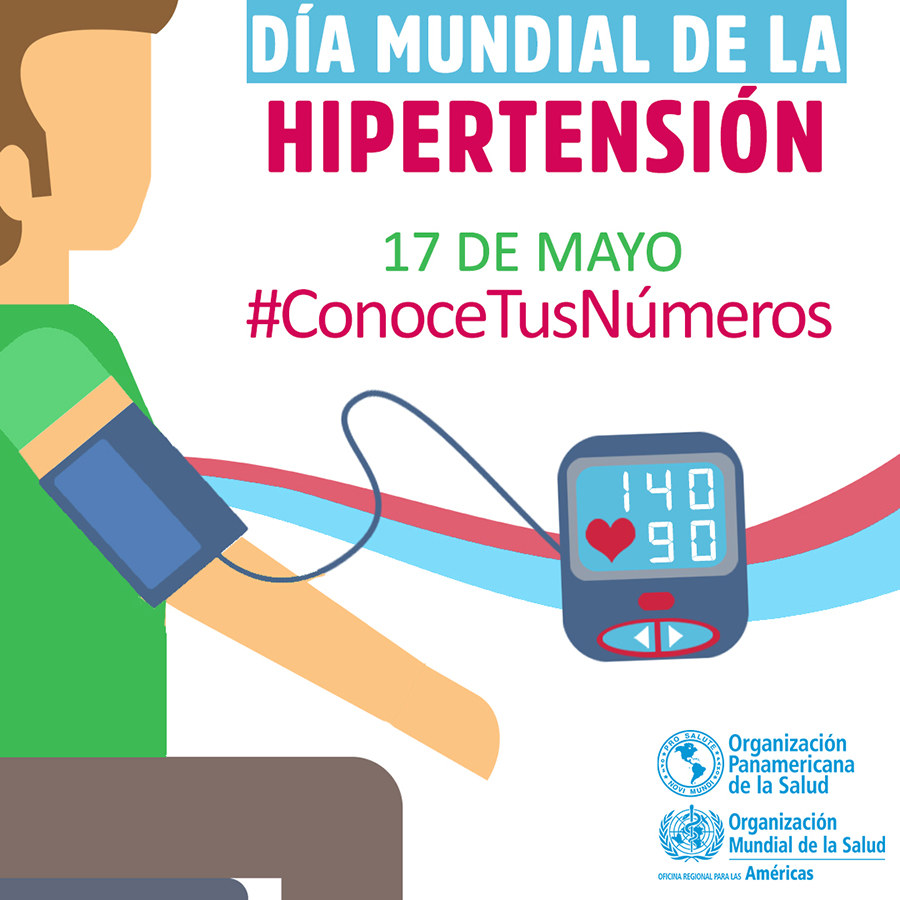 DÍA MUNDIAL DE LA
HIPERTENSIÓN
17 DE MAYO
#ConoceTusNúmeros
140
90
PRO SALUTE
NOVI MUNDI
Organización
Panamericana
de la Salud
Organización
Mundial de la Salud
OFICINA REGIONAL PARA LAS Américas